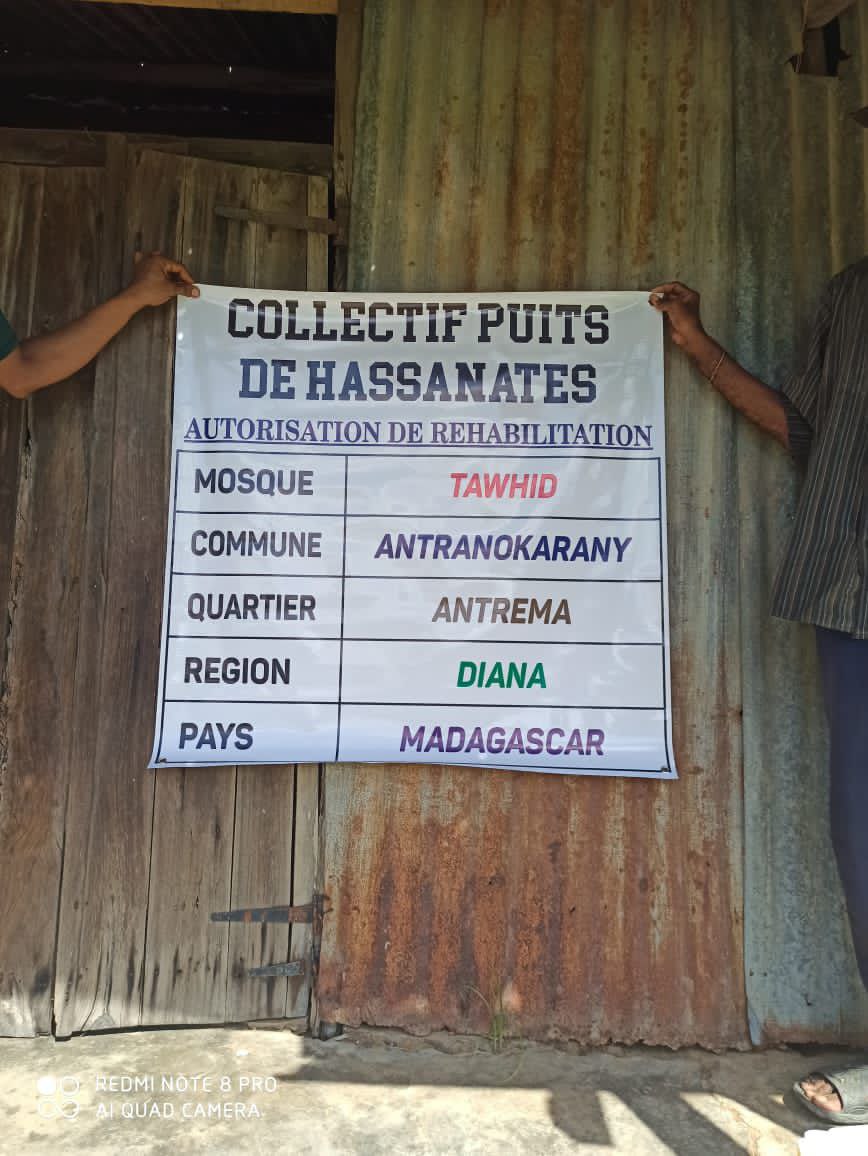 COLLECTIF PUITS
DE HASSANATES
AUTORISATION DE REHABILITATION
MOSQUE TAWHID
COMMUNE ANTRANOKARANY
QUARTIER ANTREMA
REGION DIANA
PAYS MADAGASCAR
REDMI NOTE 8 PRO
AI QUAD CAMERA